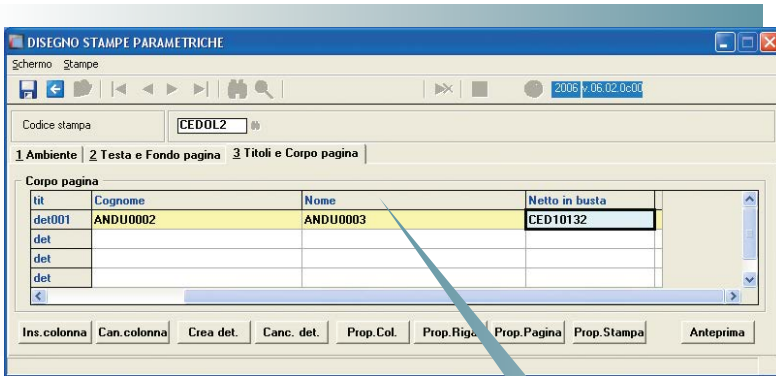 DISEGNO STAMPE PARAMETRICHE
Schermo Stampe
2006 v.06.02.0c00
Codice stampa CEDOL2
1 Ambiente 2 Testa e Fondo pagina 3 Titoli e Corpo pagina
Corpo pagina
tit Cognome Nome Netto in busta
det001 ANDU0002 ANDU0003 CED10132
det
det
det
Ins.colonna Can.colonna Crea det. Canc. det. Prop.Col. Prop.Riga Prop.Pagina Prop.Stampa Anteprima